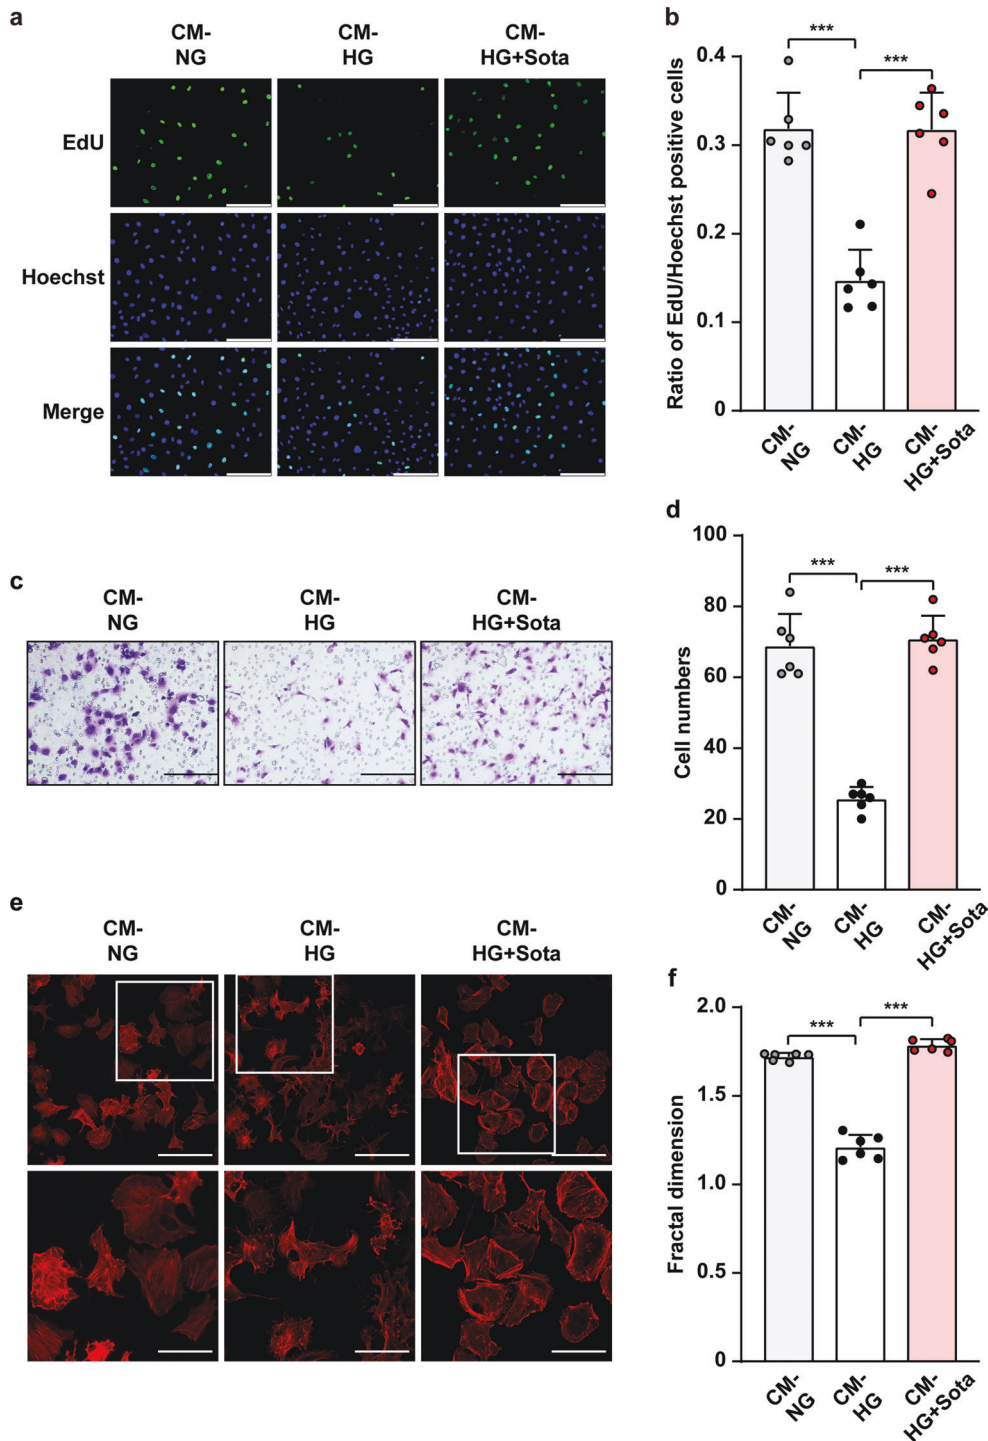 a
CM-
NG
CM-
HG
CM-
HG+Sota
EdU
Hoechst
Merge
b
***
***
Ratio of EdU/Hoechst positive cells
0.4
0.3
0.2
0.1
0
CM-
NG
CM-
HG
CM-
HG+Sota
c
CM-
NG
CM-
HG
CM-
HG+Sota
d
***
***
Cell numbers
100
80
60
40
20
0
CM-
NG
CM-
HG
CM-
HG+Sota
e
CM-
NG
CM-
HG
CM-
HG+Sota
f
***
***
Fractal dimension
2.0
1.5
1.0
0.5
0
CM-
NG
CM-
HG
CM-
HG+Sota